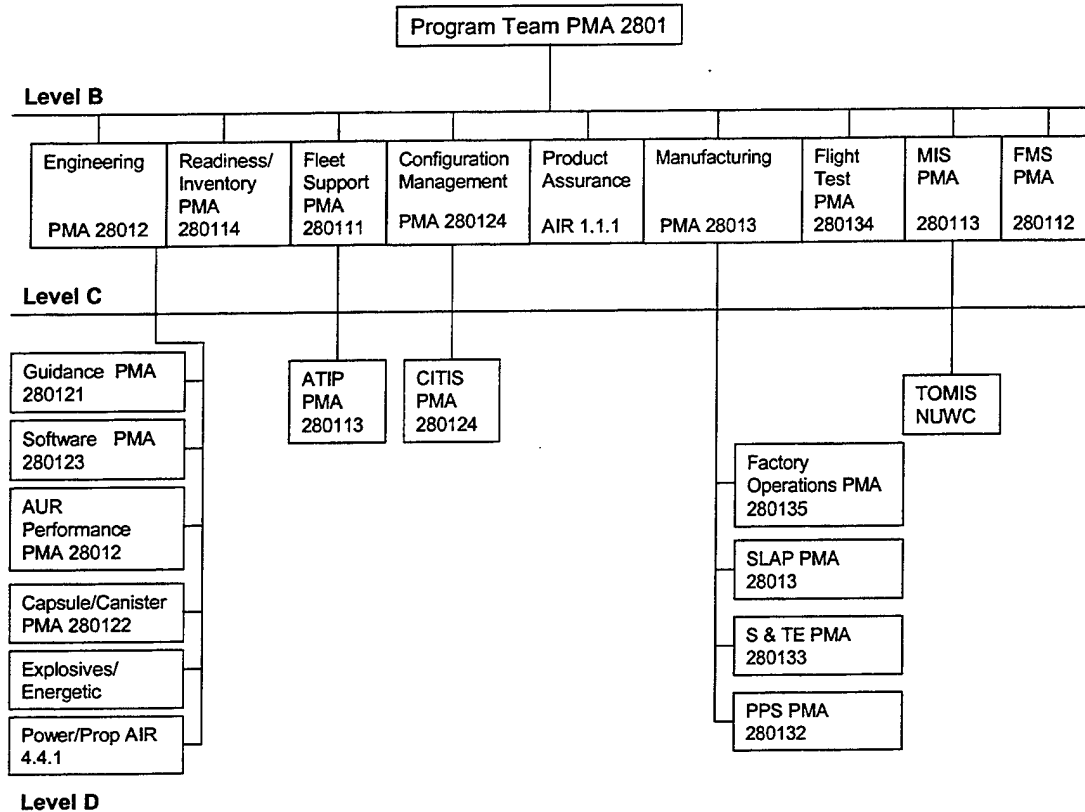 Program Team PMA 2801
Level B
Engineering
PMA 28012
Readiness/
Inventory
PMA
280114
Fleet
Support
PMA
280111
Configuration
Management
PMA 280124
Product
Assurance
AIR 1.1.1
Manufacturing
PMA 28013
Flight
Test
PMA
280134
MIS
PMA
280113
FMS
PMA
280112
Level C
Guidance PMA
280121
Software PMA
280123
AUR
Performance
PMA 28012
Capsule/Canister
PMA 280122
Explosives/
Energetic
Power/Prop AIR
4.4.1
ATIP
PMA
280113
CITIS
PMA
280124
Factory
Operations PMA
280135
SLAP PMA
28013
S & TE PMA
280133
PPS PMA
280132
TOMIS
NUWC
Level D